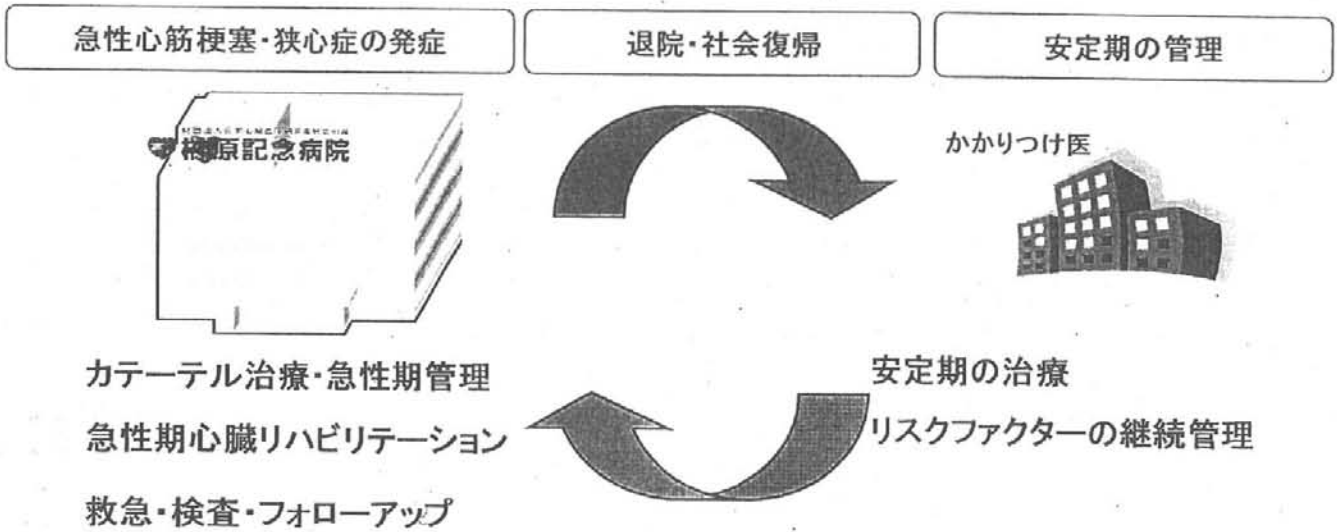 急性心筋梗塞・狭心症の発症
退院・社会復帰
安定期の管理
榊原記念病院
かかりつけ医
カテーテル治療・急性期管理
急性期心臓リハビリテーション
救急・検査・フォローアップ
安定期の治療
リスクファクターの継続管理